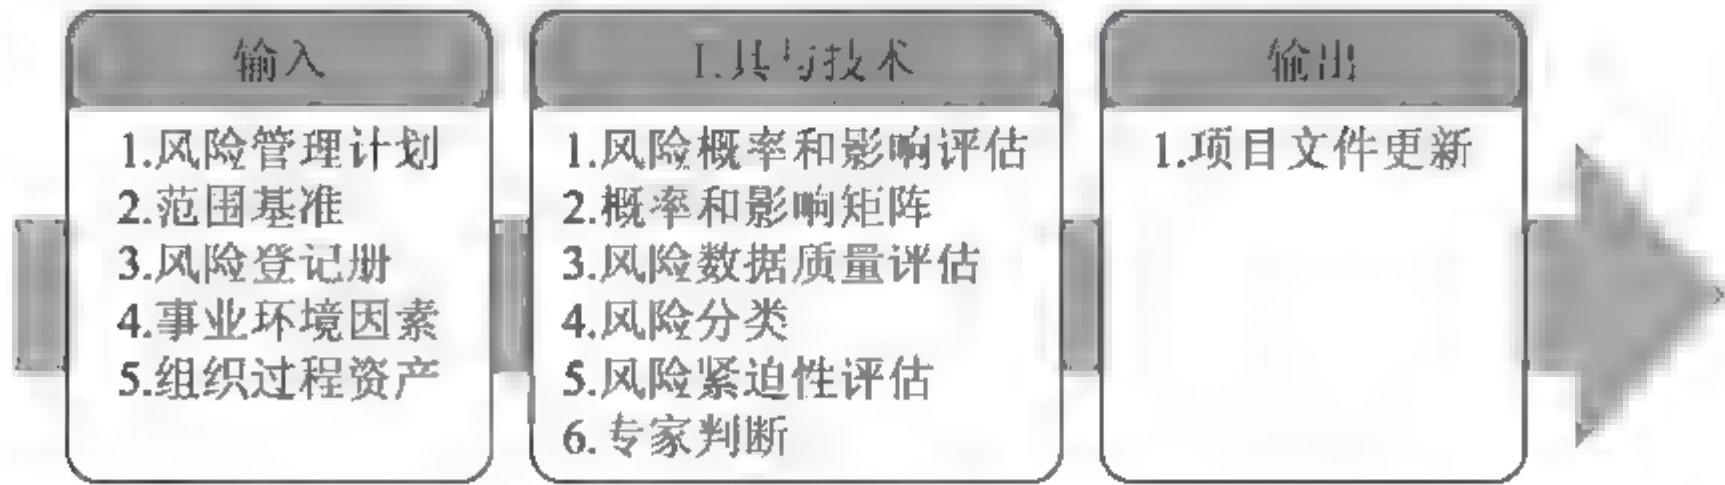 输入
1.风险管理计划
2.范围基准
3.风险登记册
4.事业环境因素
5.组织过程资产
工具与技术
1.风险概率和影响评估
2.概率和影响矩阵
3.风险数据质量评估
4.风险分类
5.风险紧迫性评估
6.专家判断
输出
1.项目文件更新